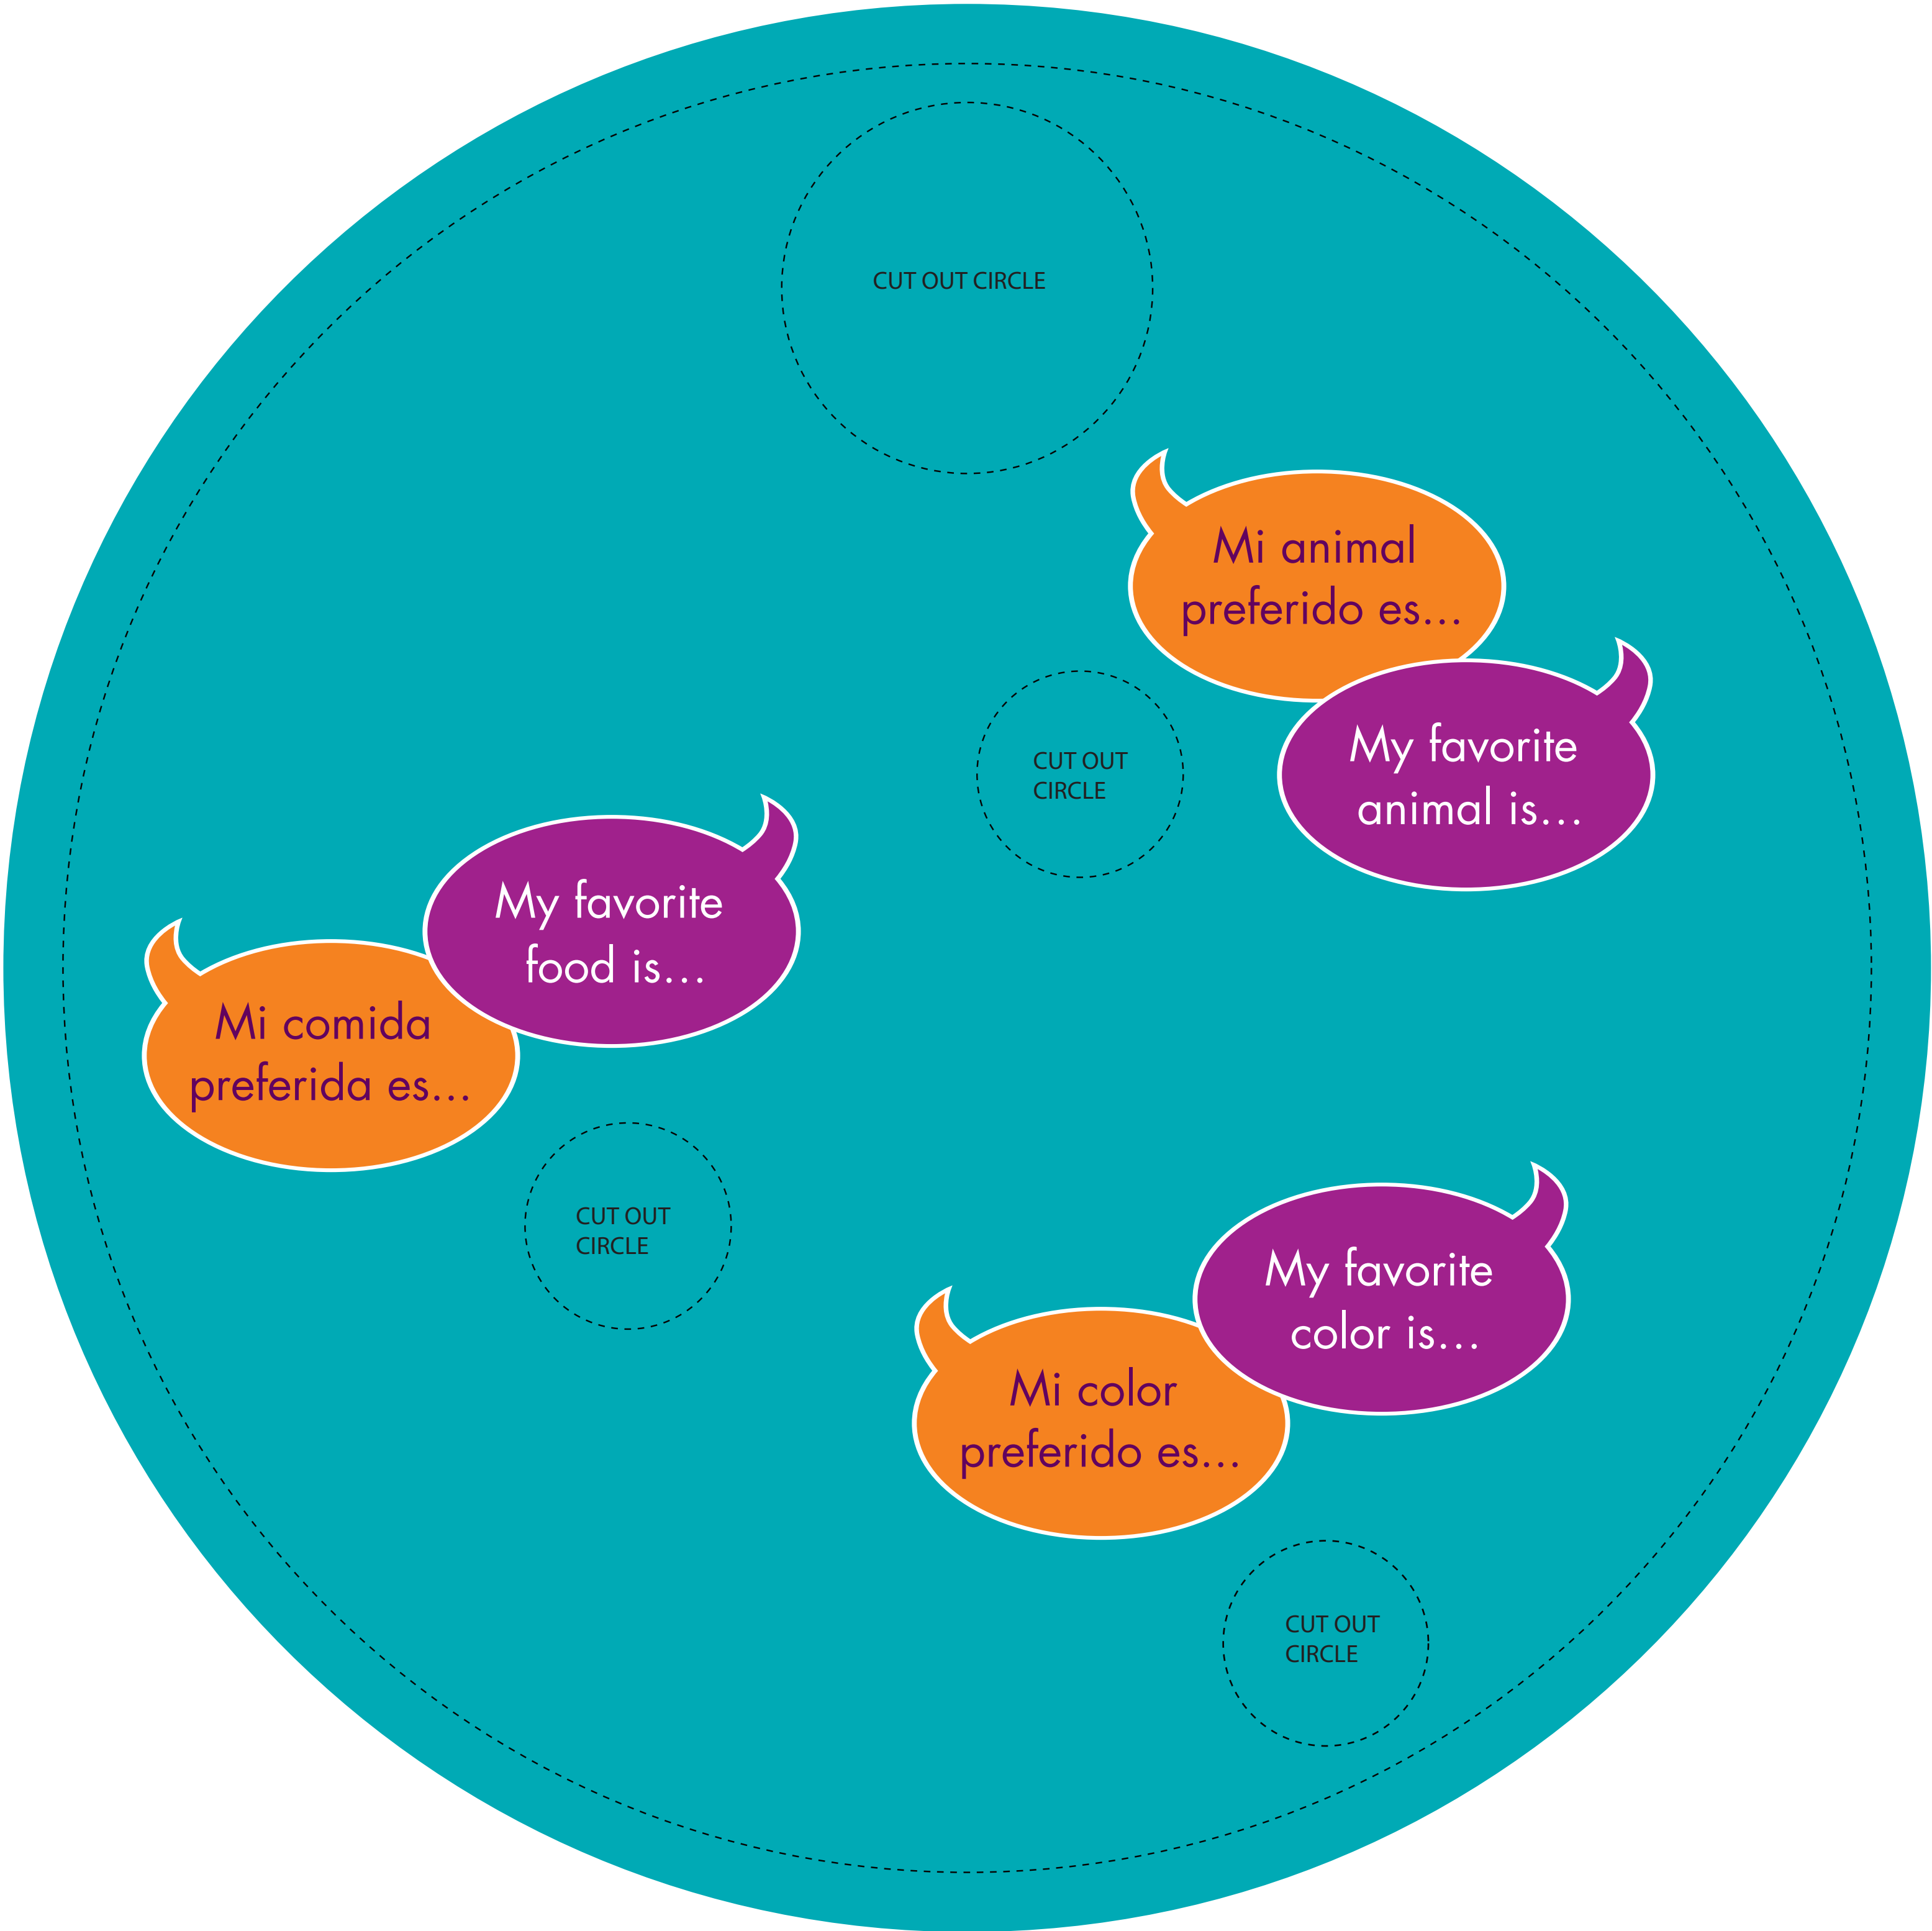 CUT OUT CIRCLE
Mi animal
preferido es...
My favorite
animal is...
CUT OUT
CIRCLE
My favorite
food is...
Mi comida
preferida es...
CUT OUT
CIRCLE
My favorite
color is...
Mi color
preferido es...
CUT OUT
CIRCLE